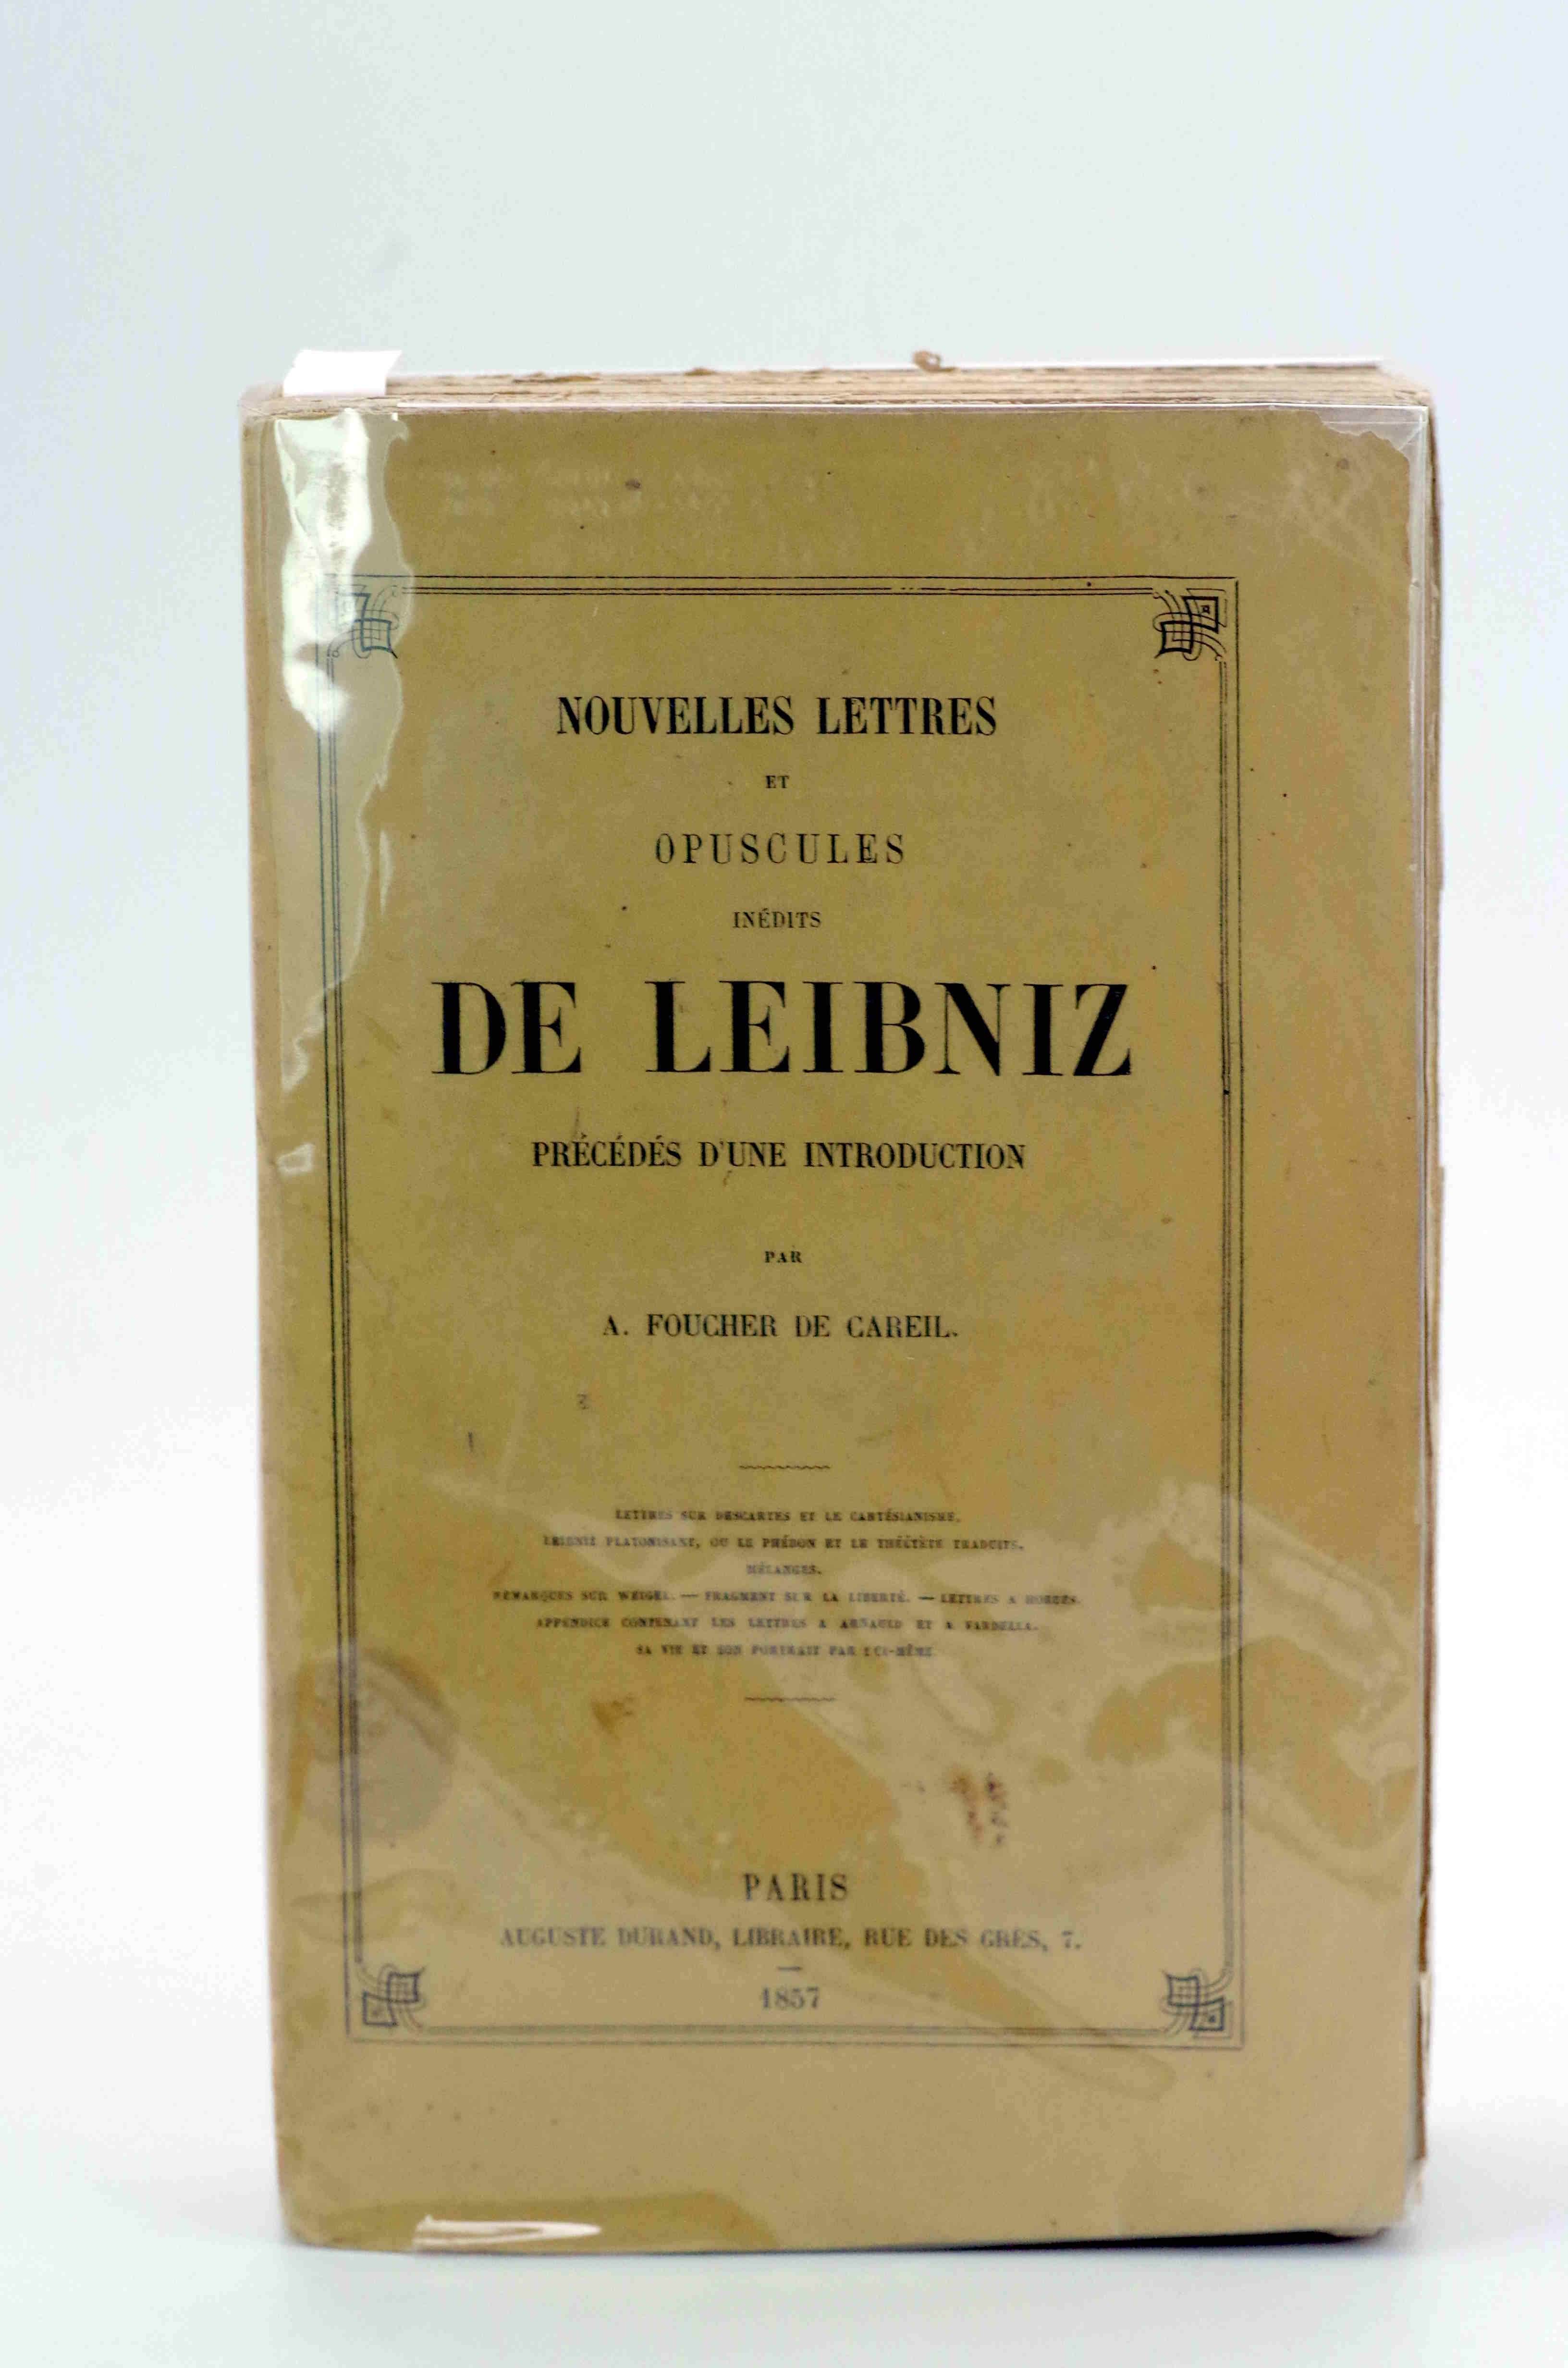 NOUVELLES LETTRES
ET
OPUSCULES
INÉDITS
DE LEIBNIZ
PRÉCÉDÉS D'UNE INTRODUCTION
PAR
A. FOUCHER DE CAREIL.
LETTRES SUR DESCARTES ET LE CARTÉSIANISME.
LEIBNIZ PLATONISANT, OU LE PHÉDON ET LE THÉÉTÈTE TRADUITS.
MÉLANGES.
REMARQUES SUR WEIGEL. — FRAGMENT SUR LA LIBERTÉ. — LETTRES A HOBBES.
APPENDICE CONTENANT LES LETTRES A ARNAULD ET A FARDELLA.
SA VIE ET SON PORTRAIT PAR LUI-MÊME
PARIS
AUGUSTE DURAND, LIBRAIRE, RUE DES GRÈS, 7.
1857